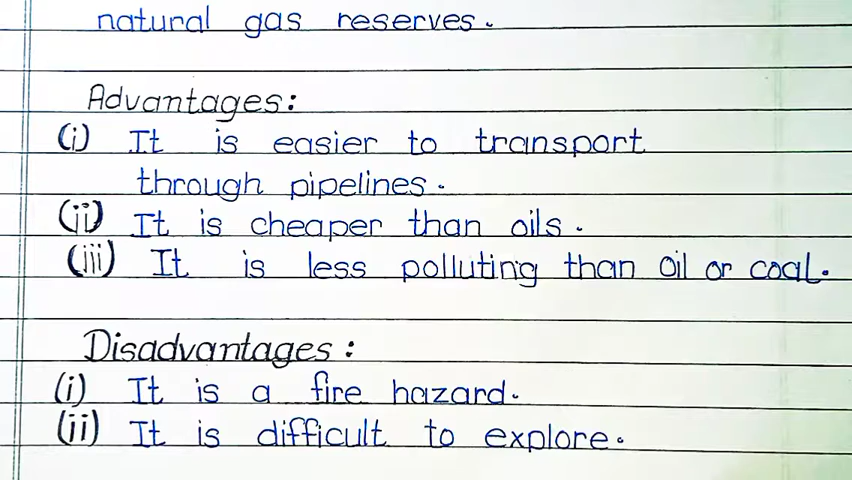 natural gas reserves.
Advantages:
(i) It is easier to transport
through pipelines.
(ii) It is cheaper than oils.
(iii) It is less polluting than oil or coal.
Disadvantages:
(i) It is a fire hazard.
(ii) It is difficult to explore.